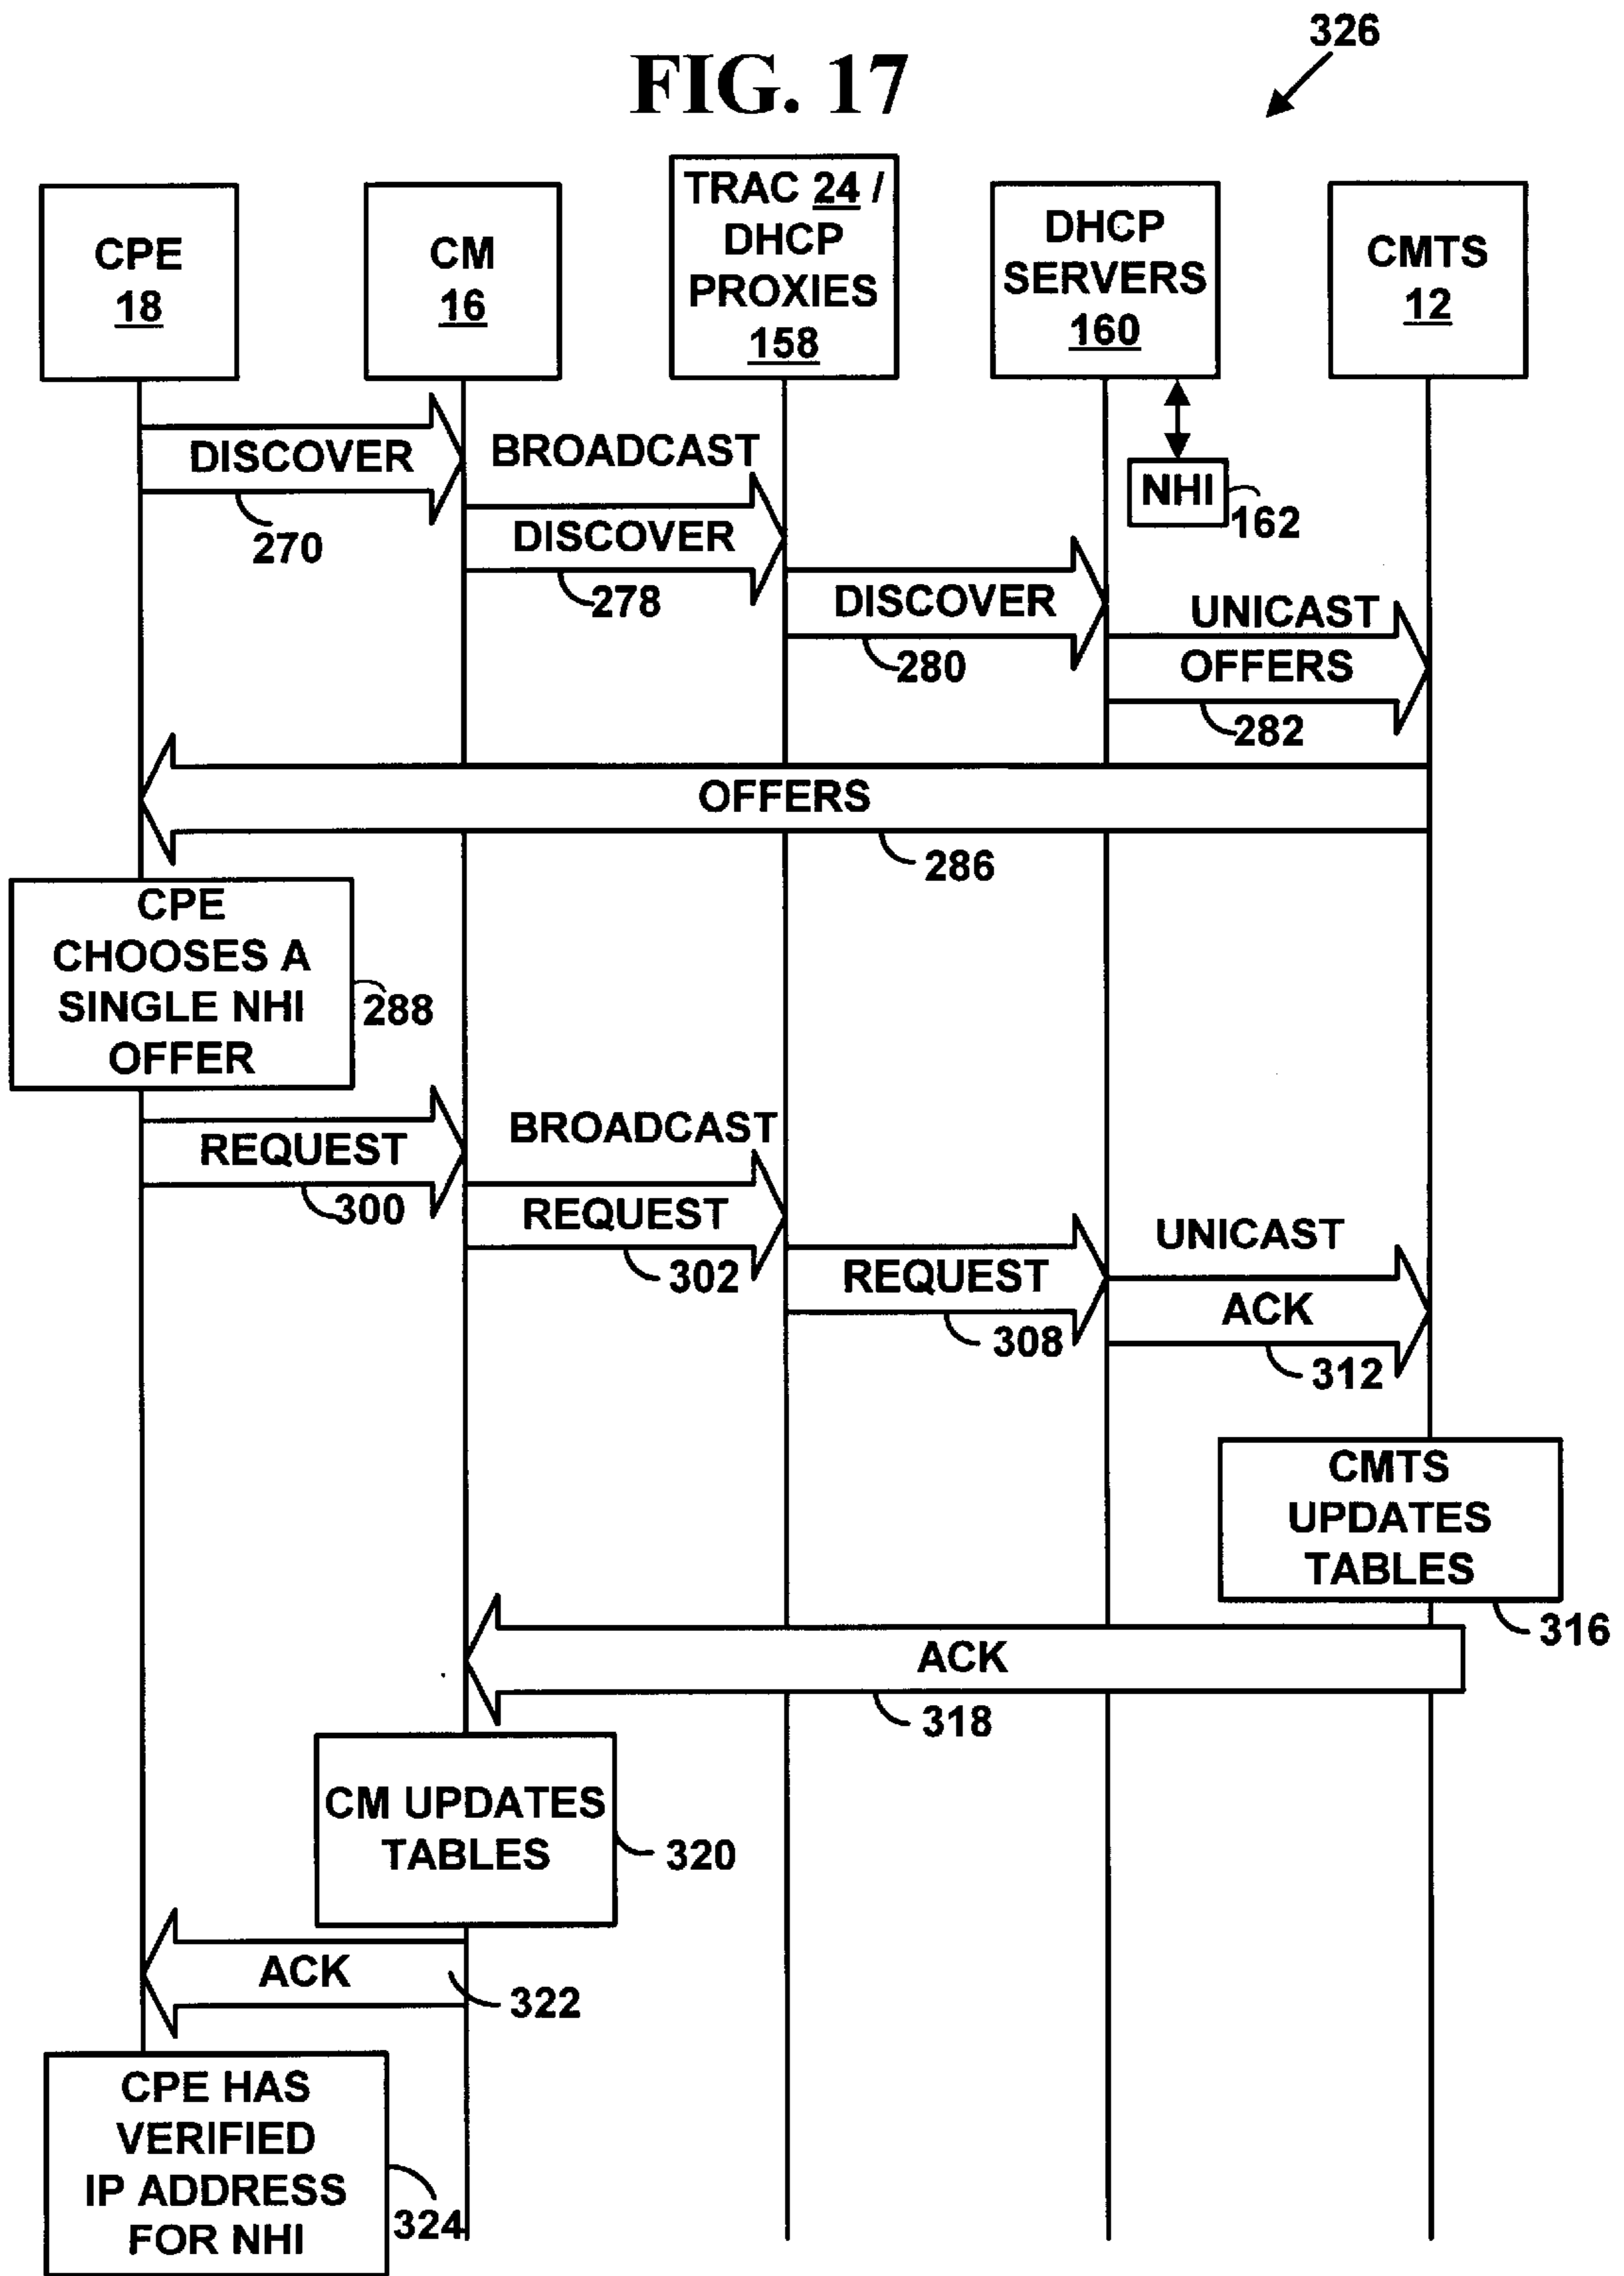 326
FIG. 17
CPE
18
CM
16
TRAC 24 /
DHCP
PROXIES
158
DHCP
SERVERS
160
CMTS
12
DISCOVER
270
BROADCAST
DISCOVER
278
NHI
162
DISCOVER
280
UNICAST
OFFERS
282
OFFERS
286
CPE
CHOOSES A
SINGLE NHI
OFFER
288
REQUEST
300
BROADCAST
REQUEST
302
REQUEST
308
UNICAST
ACK
312
CMTS
UPDATES
TABLES
316
ACK
318
CM UPDATES
TABLES
320
ACK
322
CPE HAS
VERIFIED
IP ADDRESS
FOR NHI
324